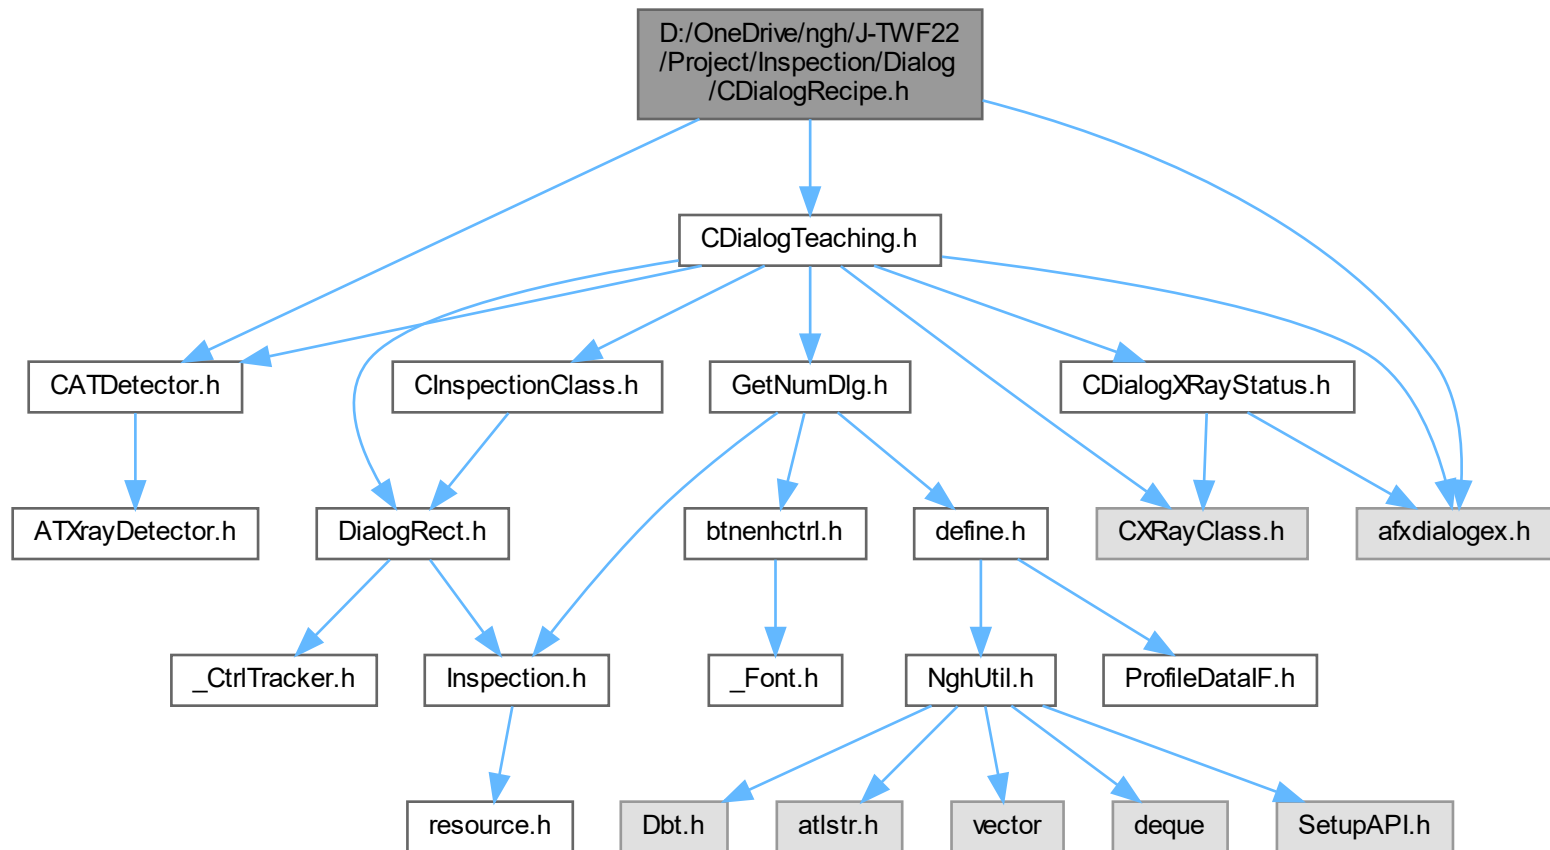 D:/OneDrive/ngh/J-TWF22
/Project/Inspection/Dialog
/CDialogRecipe.h
CDialogTeaching.h
CATDetector.h
CInspectionClass.h
GetNumDlg.h
CDialogXRayStatus.h
ATXrayDetector.h
DialogRect.h
btnenhctrl.h
define.h
CXRayClass.h
afxdialogex.h
_CtrlTracker.h
Inspection.h
_Font.h
NghUtil.h
ProfileDataIF.h
resource.h
Dbt.h
atlstr.h
vector
deque
SetupAPI.h